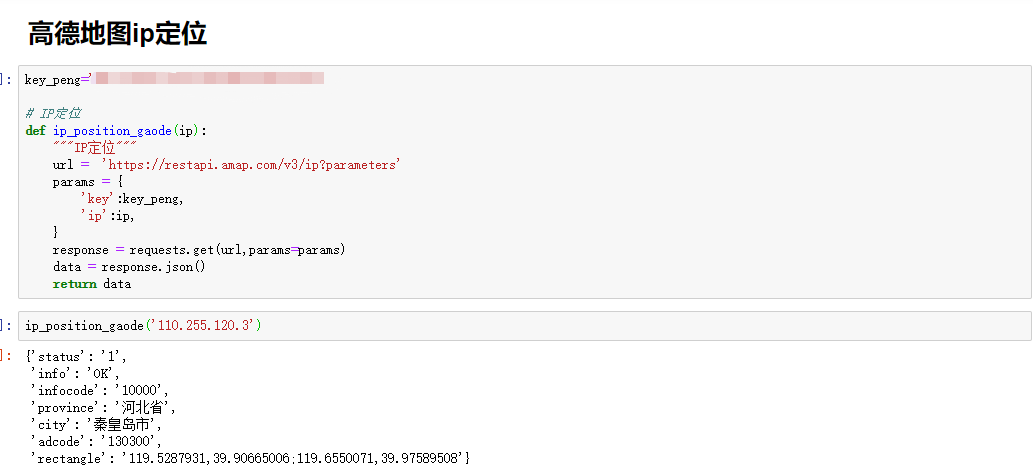 高德地图ip定位
]: key_peng='
# IP定位
def ip_position_gaode(ip):
"""IP定位"""
url = 'https://restapi.amap.com/v3/ip?parameters'
params = {
'key':key_peng,
'ip':ip,
}
response = requests.get(url,params=params)
data = response.json()
return data
]: ip_position_gaode('110.255.120.3')
]: {'status': '1',
'info': 'OK',
'infocode': '10000',
'province': '河北省',
'city': '秦皇岛市',
'adcode': '130300',
'rectangle': '119.5287931,39.90665006;119.6550071,39.97589508'}